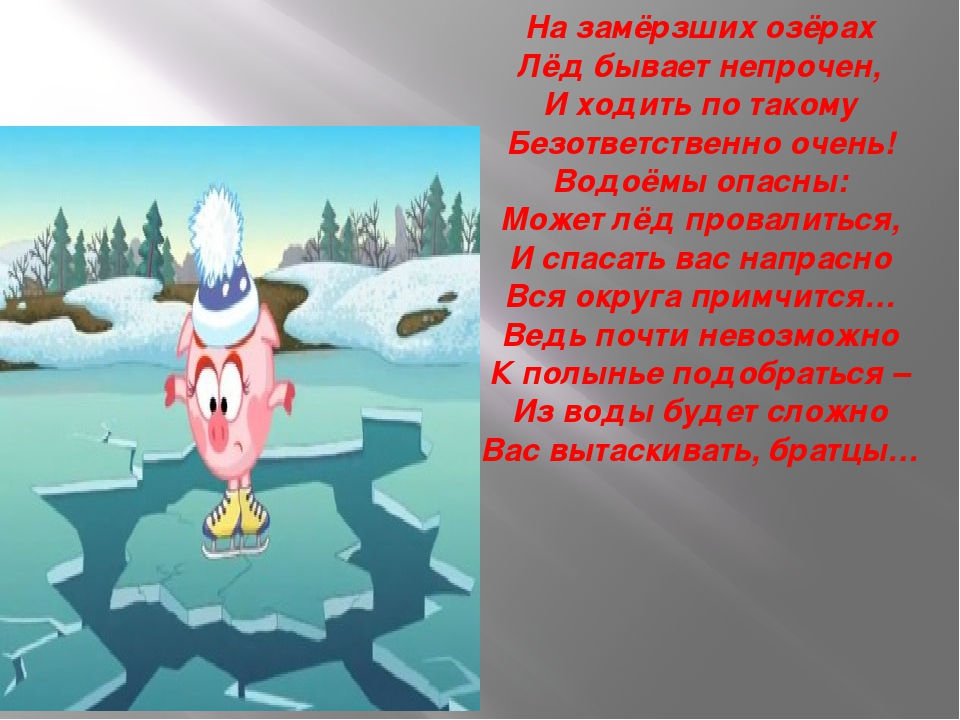 На замёрзших озёрах
Лёд бывает непрочен,
И ходить по такому
Безответственно очень!
Водоёмы опасны:
Может лёд провалиться,
И спасать вас напрасно
Вся округа примчится…
Ведь почти невозможно
К полынье подобраться –
Из воды будет сложно
Вас вытаскивать, братцы…